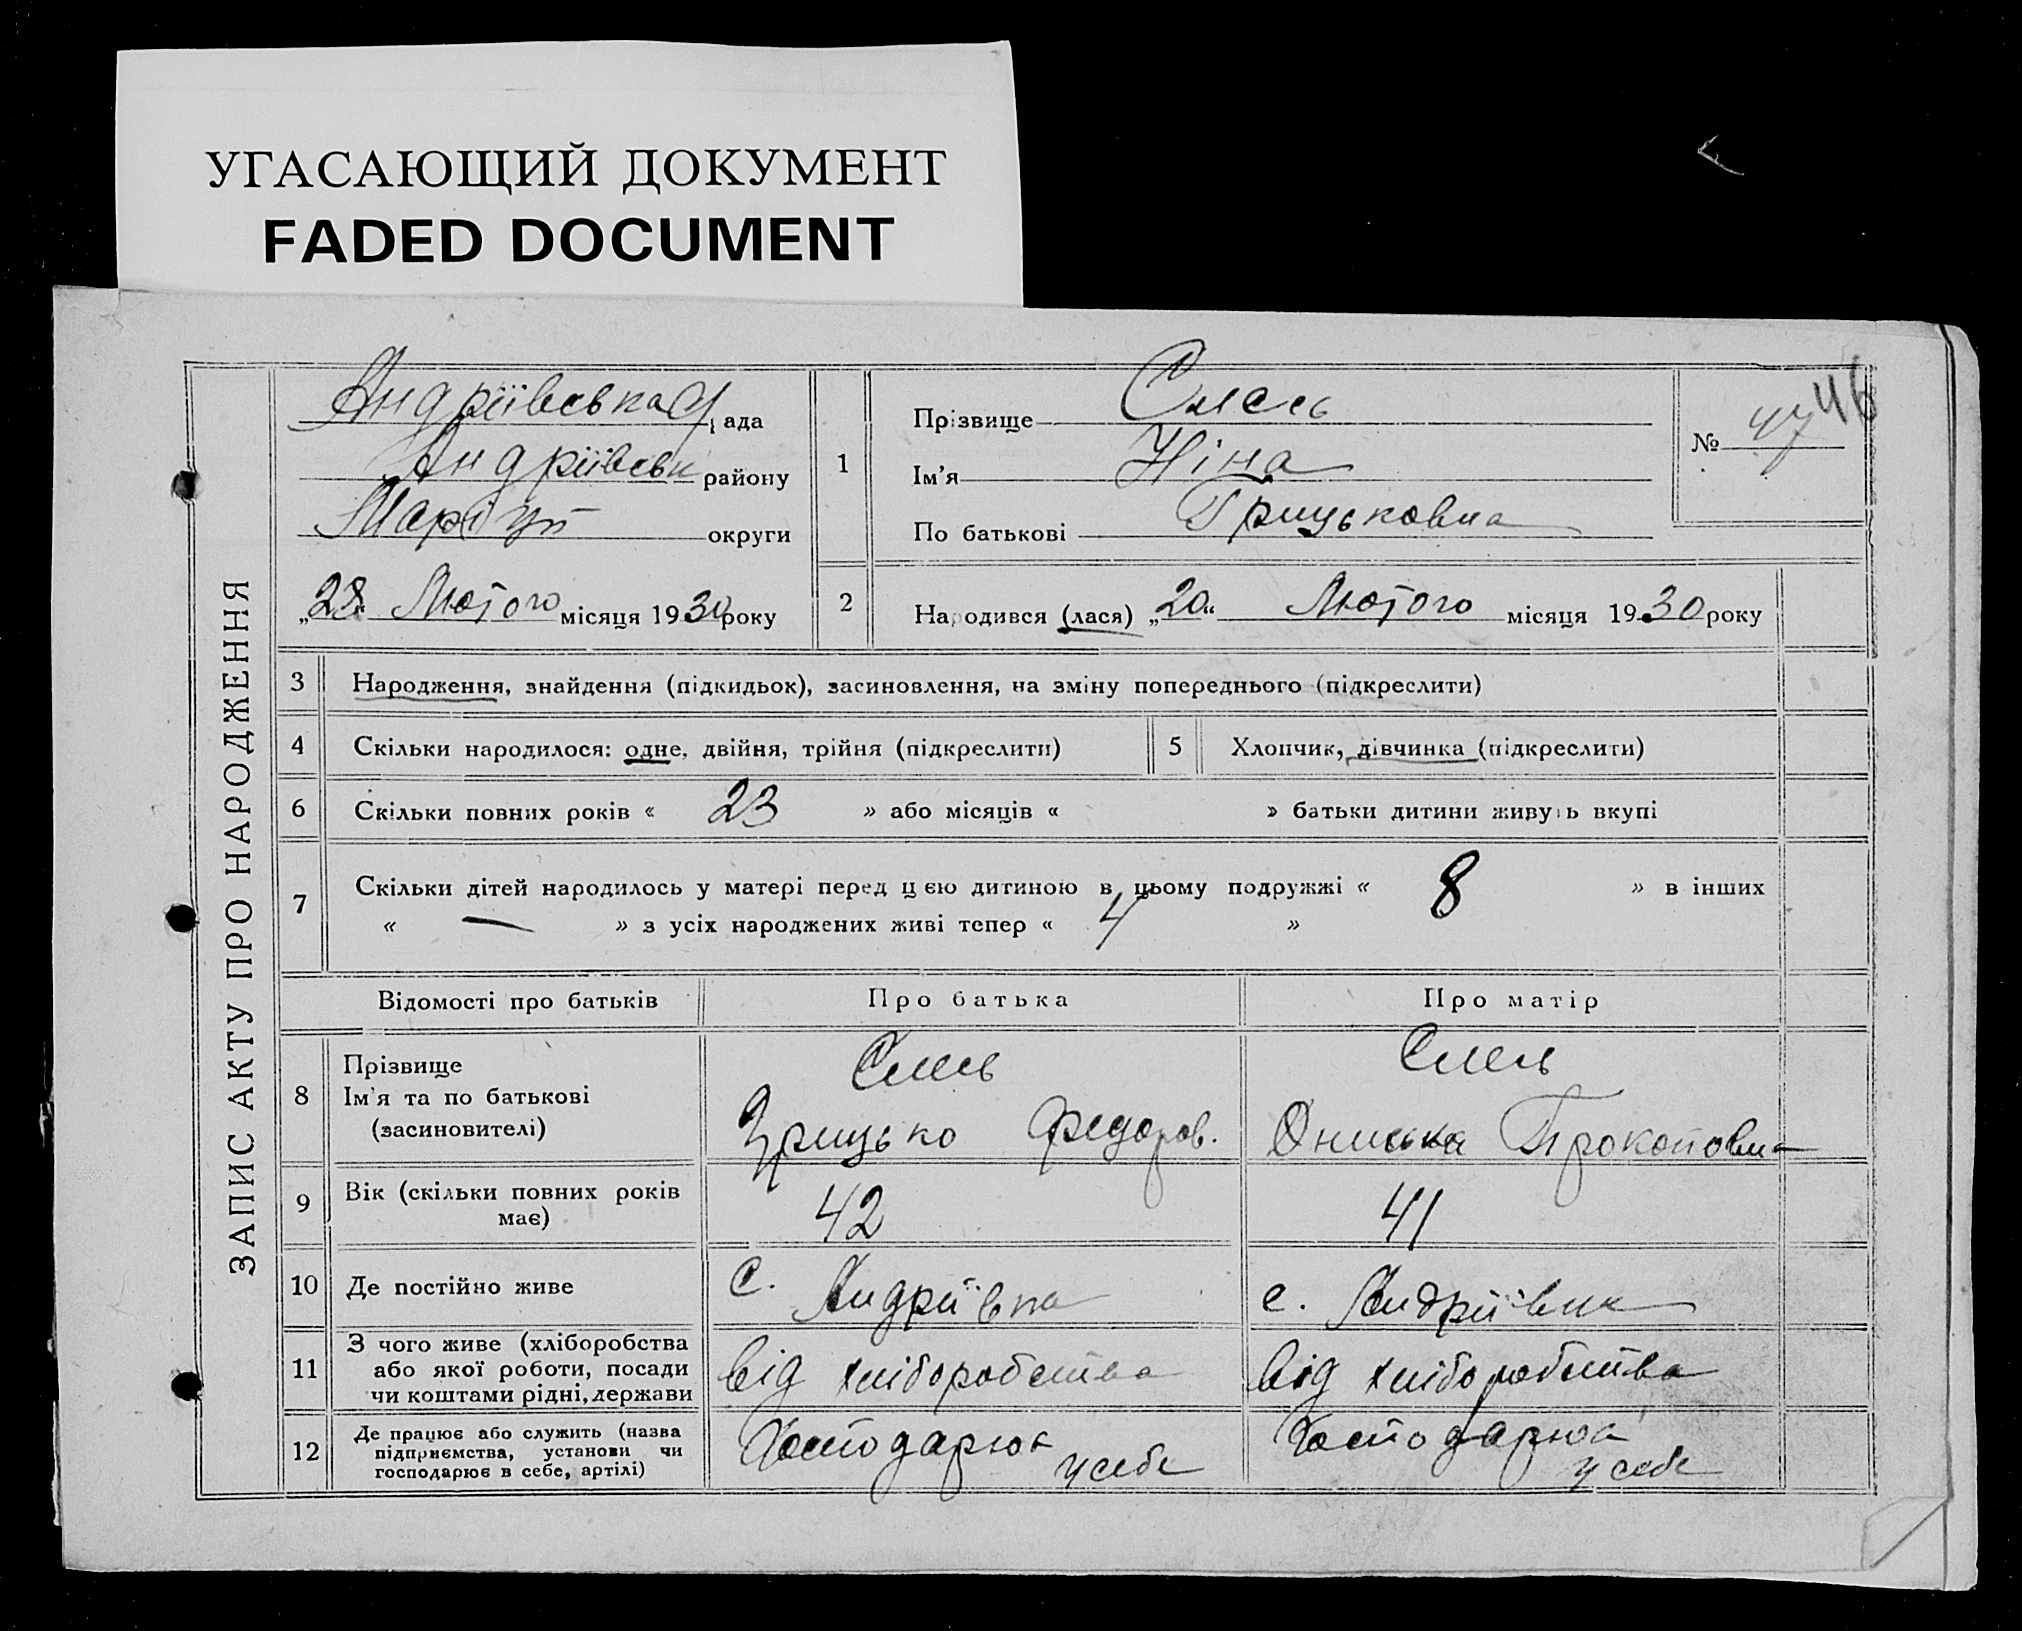 УГАСАЮЩИЙ ДОКУМЕНТ
FADED DOCUMENT
ЗАПИС АКТУ ПРО НАРОДЖЕННЯ
Андріївська Рада
Андріївськ району
Маріуп округи
„28“ Лютого місяця 1930 року
1
Прізвище
Ім'я Ніна
По батькові Грицьковна
№ 46
2
Народився (лася) „20“ Лютого місяця 1930 року
3 Народження, знайдення (підкидьок), засиновлення, на зміну попереднього (підкреслити)
4 Скільки народилося: одне, двійня, трійня (підкреслити)
5 Хлопчик, дівчинка (підкреслити)
6 Скільки повних років « 23 » або місяців « » батьки дитини живуть вкупі
7 Скільки дітей народилось у матері перед цією дитиною в цьому подружжі « 8 » в інших
« — » з усіх народжених живі тепер « 4 »
Відомості про батьків Про батька Про матір
8 Прізвище
Ім'я та по батькові
(засиновителі)
Грицько Федоров.
Прокоповна
9 Вік (скільки повних років
має)
42 41
10 Де постійно живе с. Андріївка с. Андріївка
11 З чого живе (хліборобства
або якої роботи, посади
чи коштами рідні, держави
від хліборобства від хліборобства
12 Де працює або служить (назва
підприємства, установи чи
господарює в себе, артілі)
Господарює
у себе
Господарює
у себе